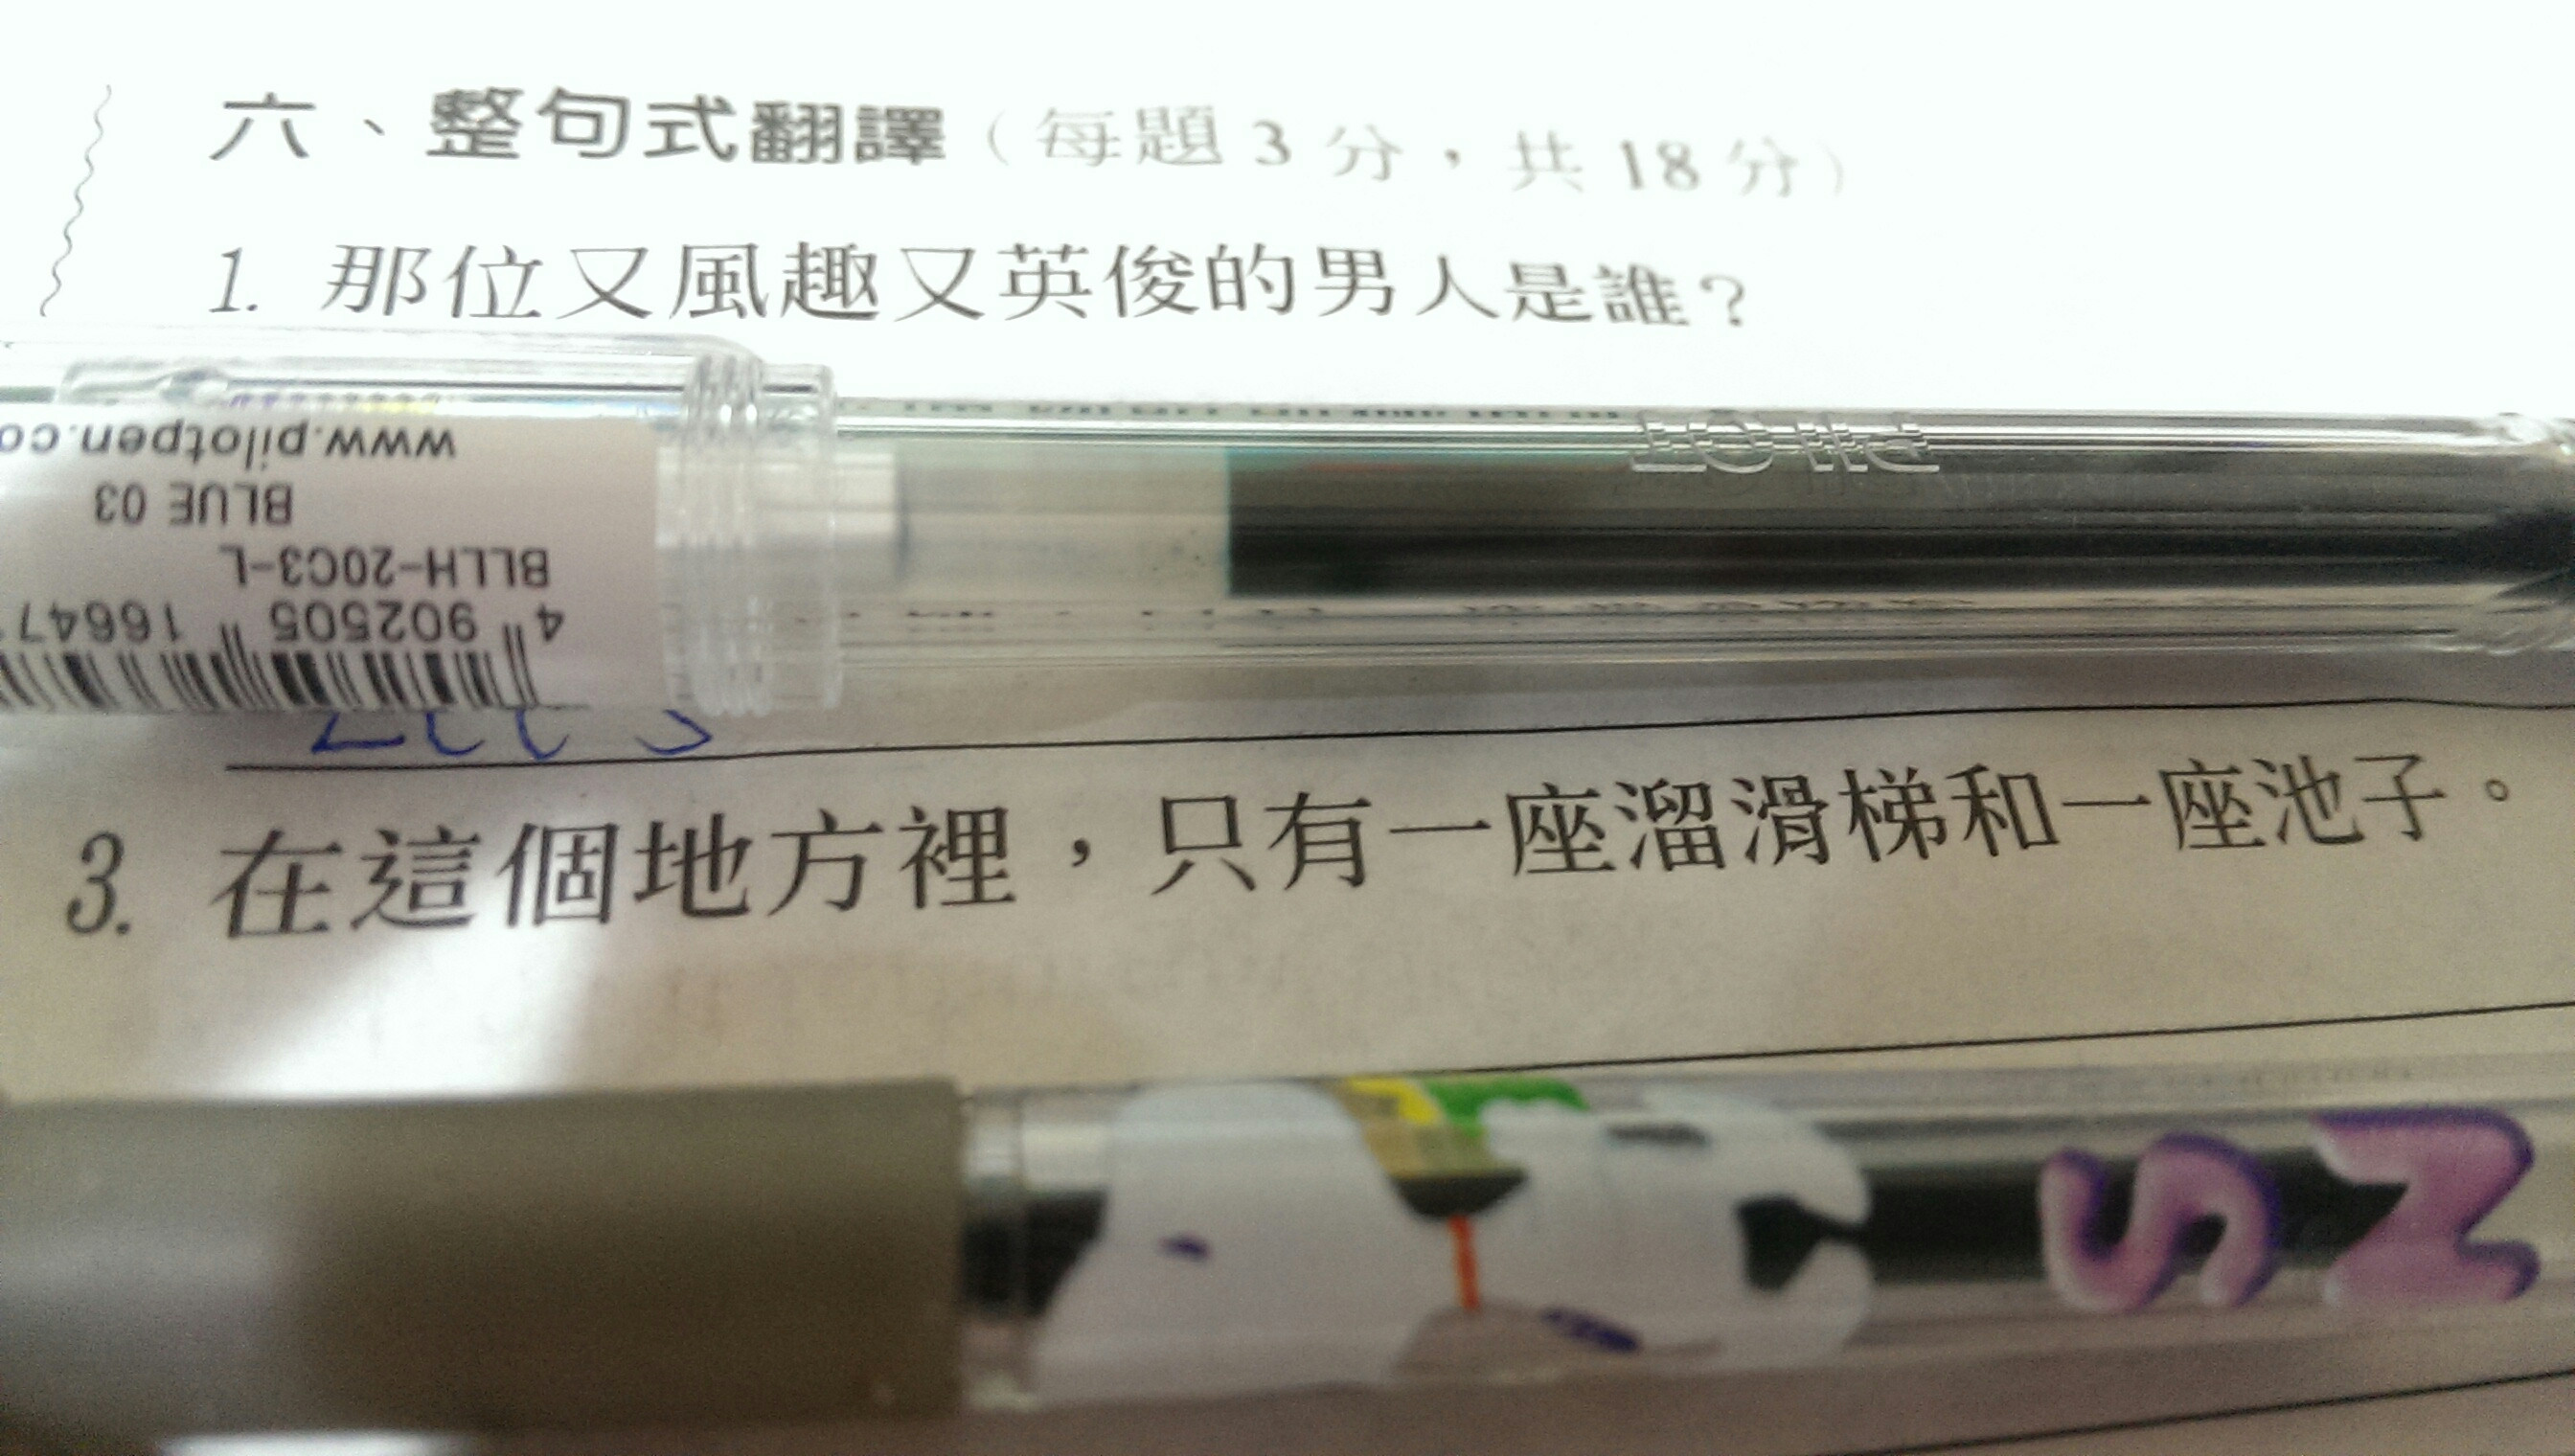 六、整句式翻譯（每題 3 分，共 18 分）
1. 那位又風趣又英俊的男人是誰？
PILOT
www.pilotpen.co
BLUE 03
BLLH-20C3-L
4 902505 16647
3. 在這個地方裡，只有一座溜滑梯和一座池子。